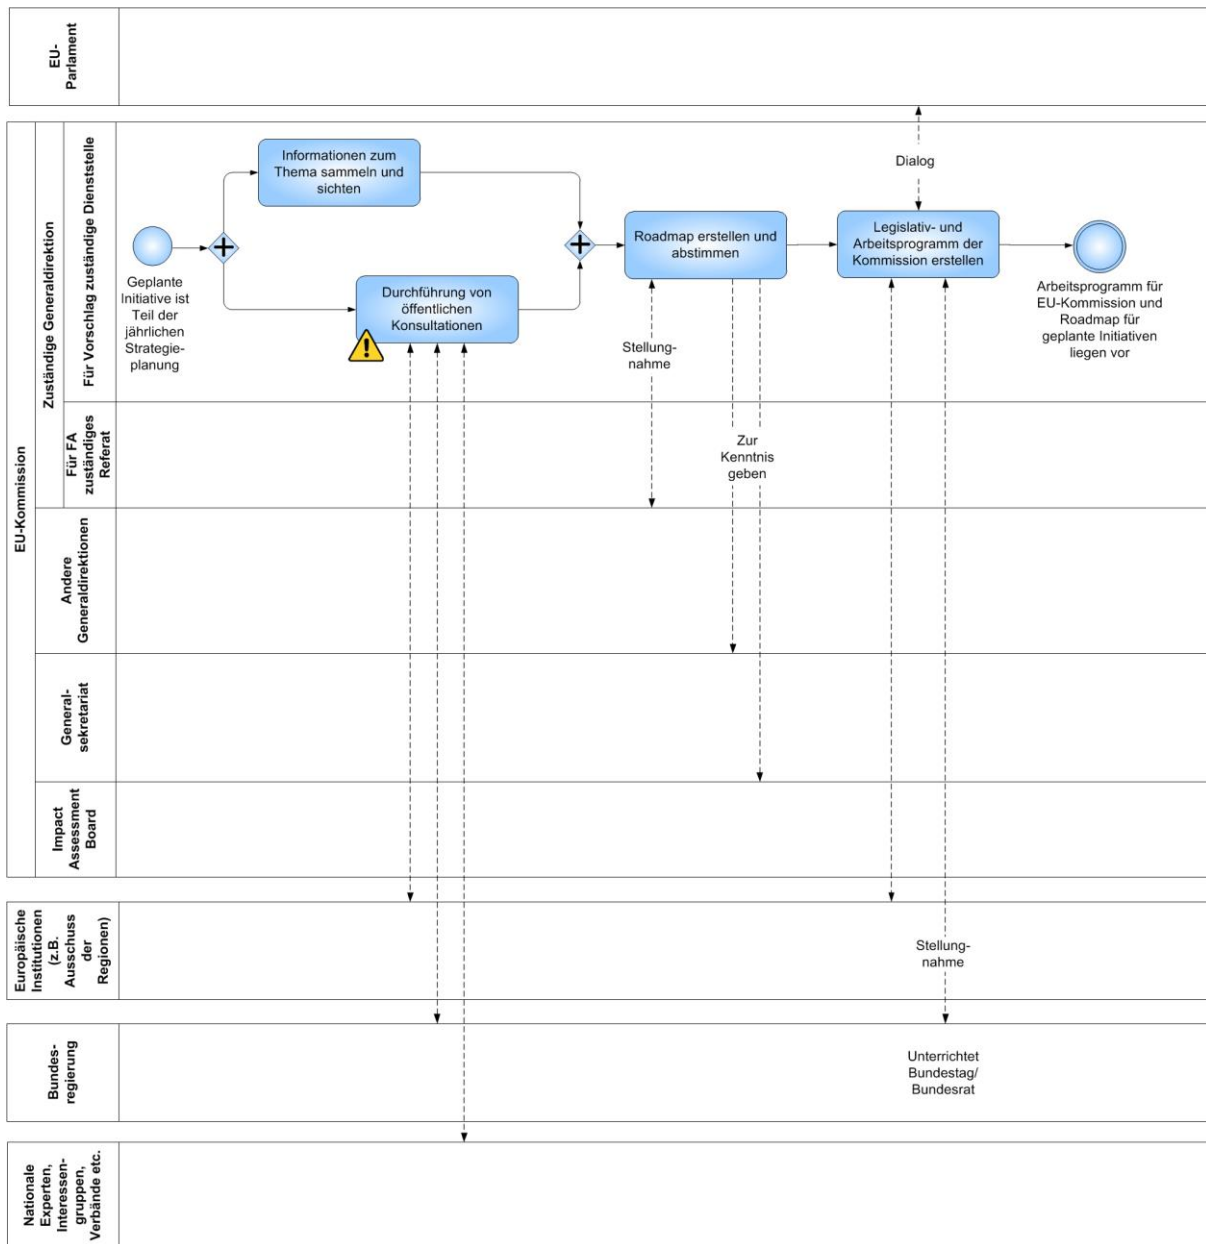 EU-
Parlament
EU-Kommission
Zuständige Generaldirektion
Für Vorschlag zuständige Dienststelle
Informationen zum
Thema sammeln und
sichten
Geplante
Initiative ist
Teil der
jährlichen
Strategie-
planung
Durchführung von
öffentlichen
Konsultationen
Roadmap erstellen und
abstimmen
Dialog
Legislativ- und
Arbeitsprogramm der
Kommission erstellen
Arbeitsprogramm für
EU-Kommission und
Roadmap für
geplante Initiativen
liegen vor
Stellung-
nahme
Für FA
zuständiges
Referat
Zur
Kenntnis
geben
Andere
Generaldirektionen
General-
sekretariat
Impact
Assessment
Board
Europäische
Institutionen
(z.B.
Ausschuss
der
Regionen)
Stellung-
nahme
Bundes-
regierung
Unterrichtet
Bundestag/
Bundesrat
Nationale
Experten,
Interessen-
gruppen,
Verbände etc.